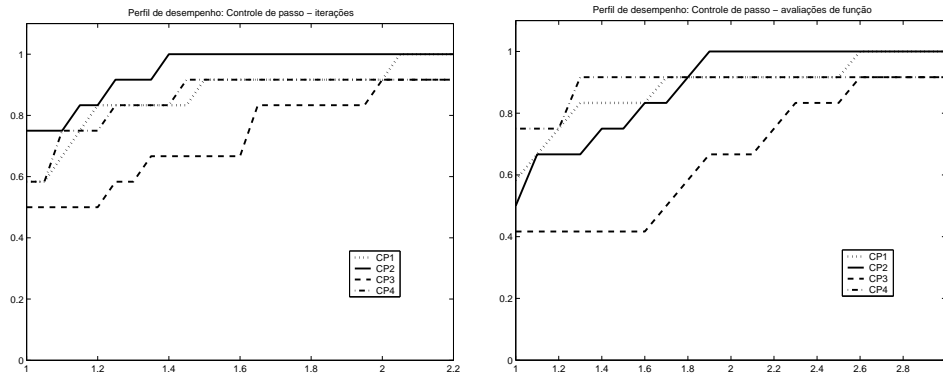 Perfil de desempenho: Controle de passo – iterações
1
0.8
0.6
0.4
0.2
0
1 1.2 1.4 1.6 1.8 2 2.2
CP1
CP2
CP3
CP4
Perfil de desempenho: Controle de passo – avaliações de função
1
0.8
0.6
0.4
0.2
0
1 1.2 1.4 1.6 1.8 2 2.2 2.4 2.6 2.8
CP1
CP2
CP3
CP4